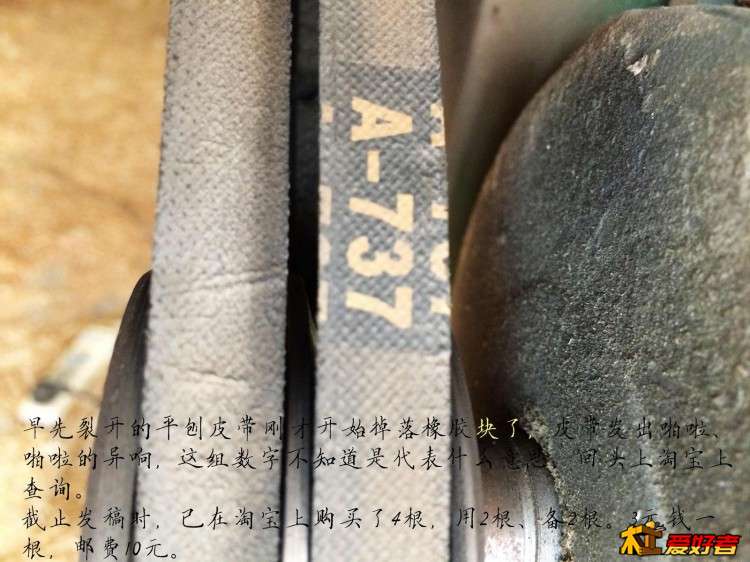 A-737
早先裂开的平刨皮带刚才开始掉落橡胶块了，皮带发出啪啦、
啪啦的异响，这组数字不知道是代表什么意思，回头上淘宝上
查询。
截止发稿时，已在淘宝上购买了4根，用2根、备2根。3元钱一
根，邮费10元。
木工爱好者